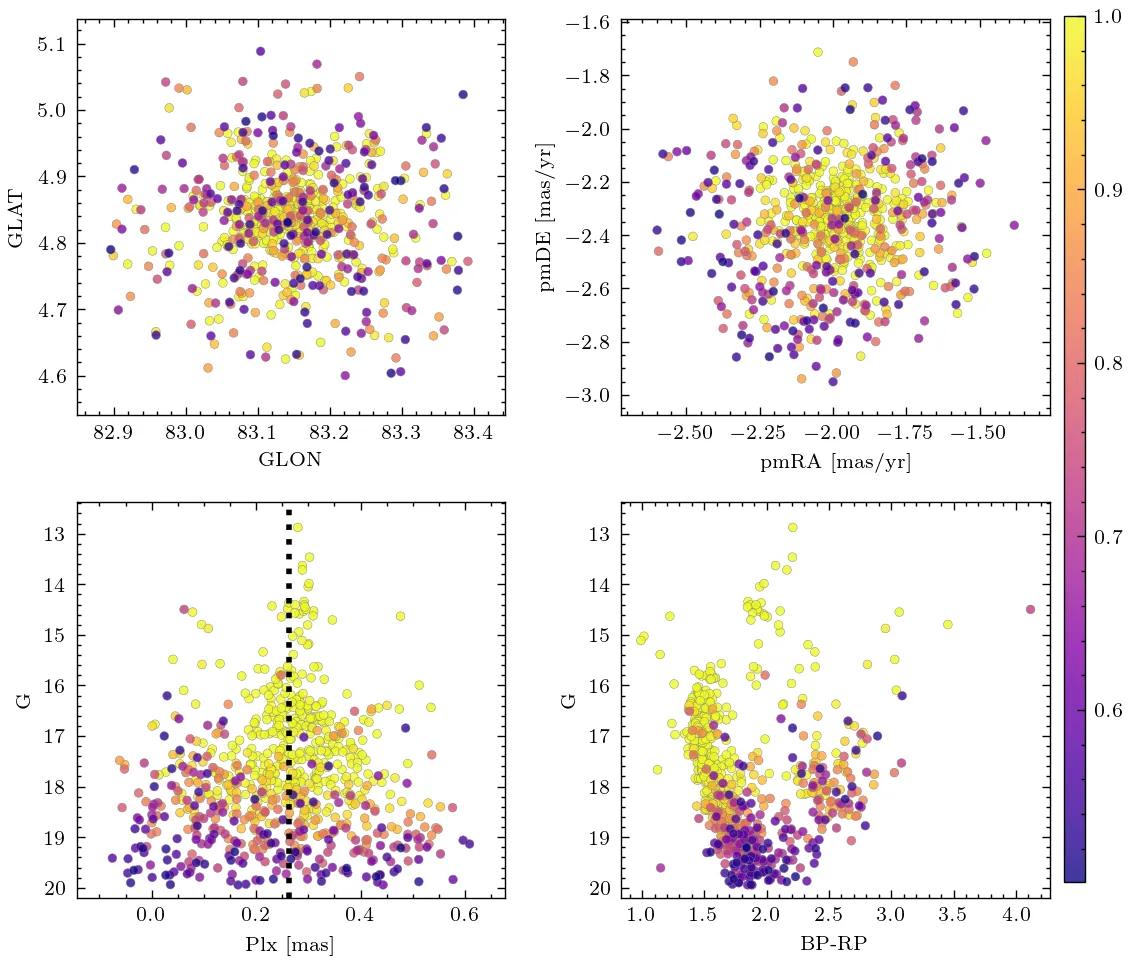 5.1
5.0
4.9
4.8
4.7
4.6
GLAT
82.9 83.0 83.1 83.2 83.3 83.4
GLON
−1.6
−1.8
−2.0
−2.2
−2.4
−2.6
−2.8
−3.0
pmDE [mas/yr]
−2.50 −2.25 −2.00 −1.75 −1.50
pmRA [mas/yr]
1.0
0.9
0.8
0.7
0.6
13
14
15
16
17
18
19
20
G
0.0 0.2 0.4 0.6
Plx [mas]
13
14
15
16
17
18
19
20
G
1.0 1.5 2.0 2.5 3.0 3.5 4.0
BP-RP